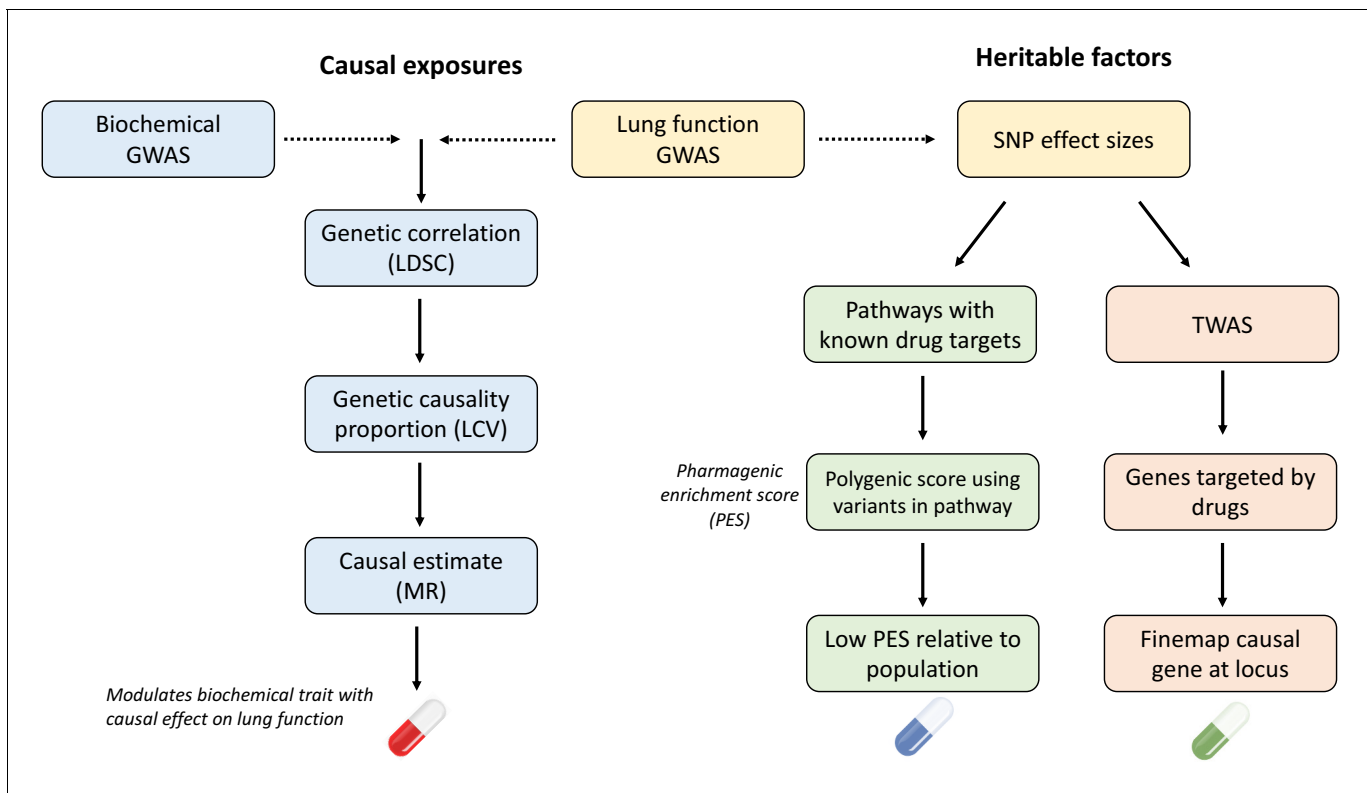 Causal exposures
Heritable factors
Biochemical
GWAS
Lung function
GWAS
SNP effect sizes
Genetic correlation
(LDSC)
Genetic causality
proportion (LCV)
Causal estimate
(MR)
Modulates biochemical trait with
causal effect on lung function
Pathways with
known drug targets
Pharmagenic
enrichment score
(PES)
Polygenic score using
variants in pathway
Low PES relative to
population
TWAS
Genes targeted by
drugs
Finemap causal
gene at locus